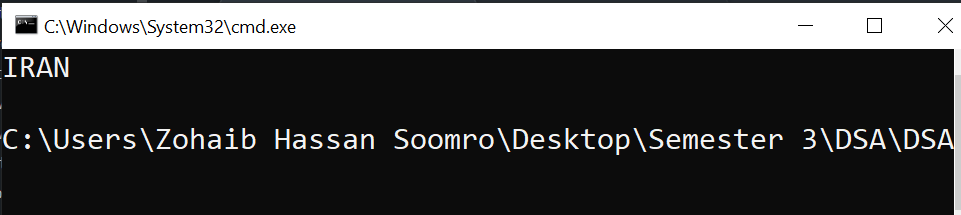 C:\Windows\System32\cmd.exe
IRAN
C:\Users\Zohaib Hassan Soomro\Desktop\Semester 3\DSA\DSA